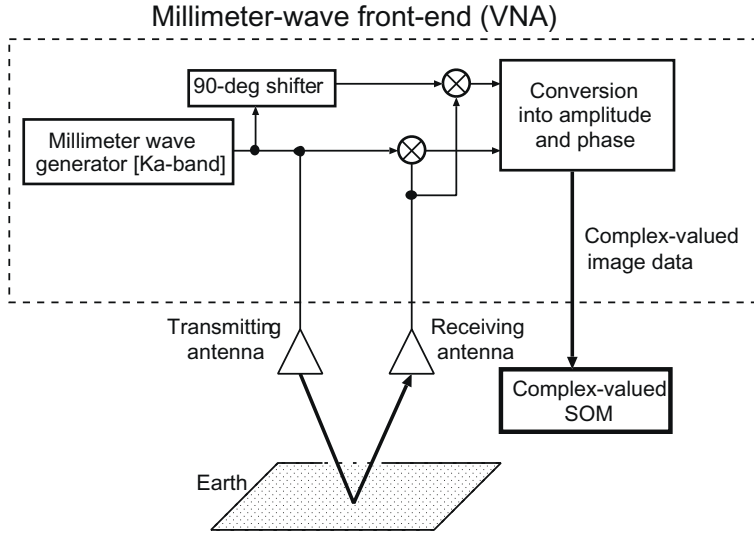 Millimeter-wave front-end (VNA)
90-deg shifter
Millimeter wave
generator [Ka-band]
Conversion
into amplitude
and phase
Complex-valued
image data
Transmitting
antenna
Receiving
antenna
Complex-valued
SOM
Earth